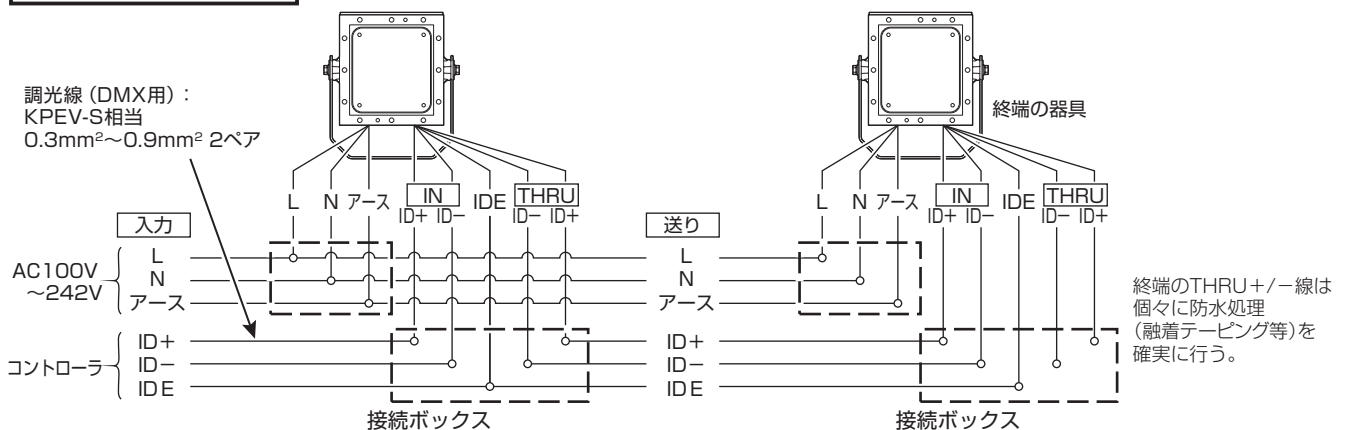 調光線（DMX用）：
KPEV-S相当
0.3mm²～0.9mm² 2ペア
終端の器具
L N アース IN ID+ ID− IDE THRU ID− ID+
L N アース IN ID+ ID− IDE THRU ID− ID+
入力
送り
AC100V
～242V
L
N
アース
L
N
アース
コントローラ
ID+
ID−
IDE
ID+
ID−
IDE
終端のTHRU＋/−線は
個々に防水処理
（融着テーピング等）を
確実に行う。
接続ボックス
接続ボックス